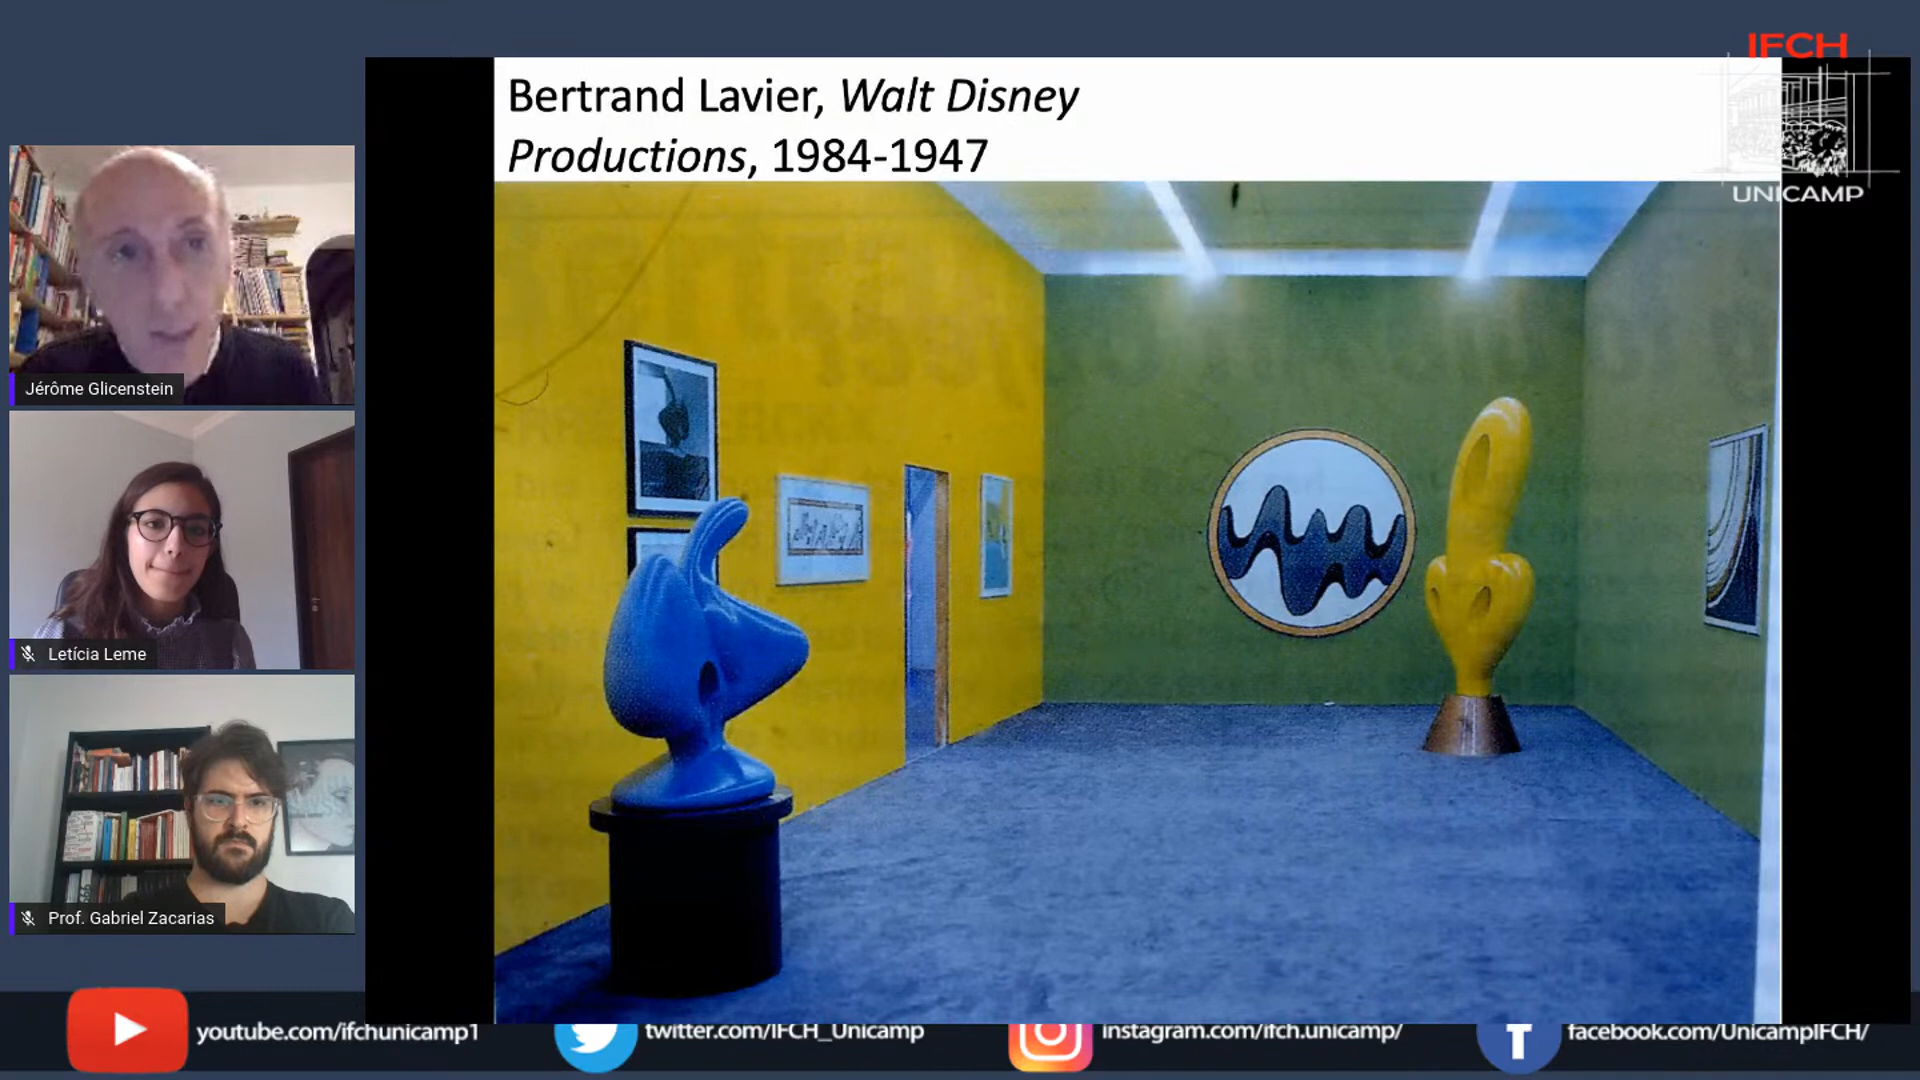 Bertrand Lavier, Walt Disney
Productions, 1984-1947
IFCH
UNICAMP
Jérôme Glicenstein
Letícia Leme
Prof. Gabriel Zacarias
youtube.com/ifchunicamp1
twitter.com/IFCH_Unicamp
instagram.com/ifch.unicamp/
facebook.com/UnicampIFCH/